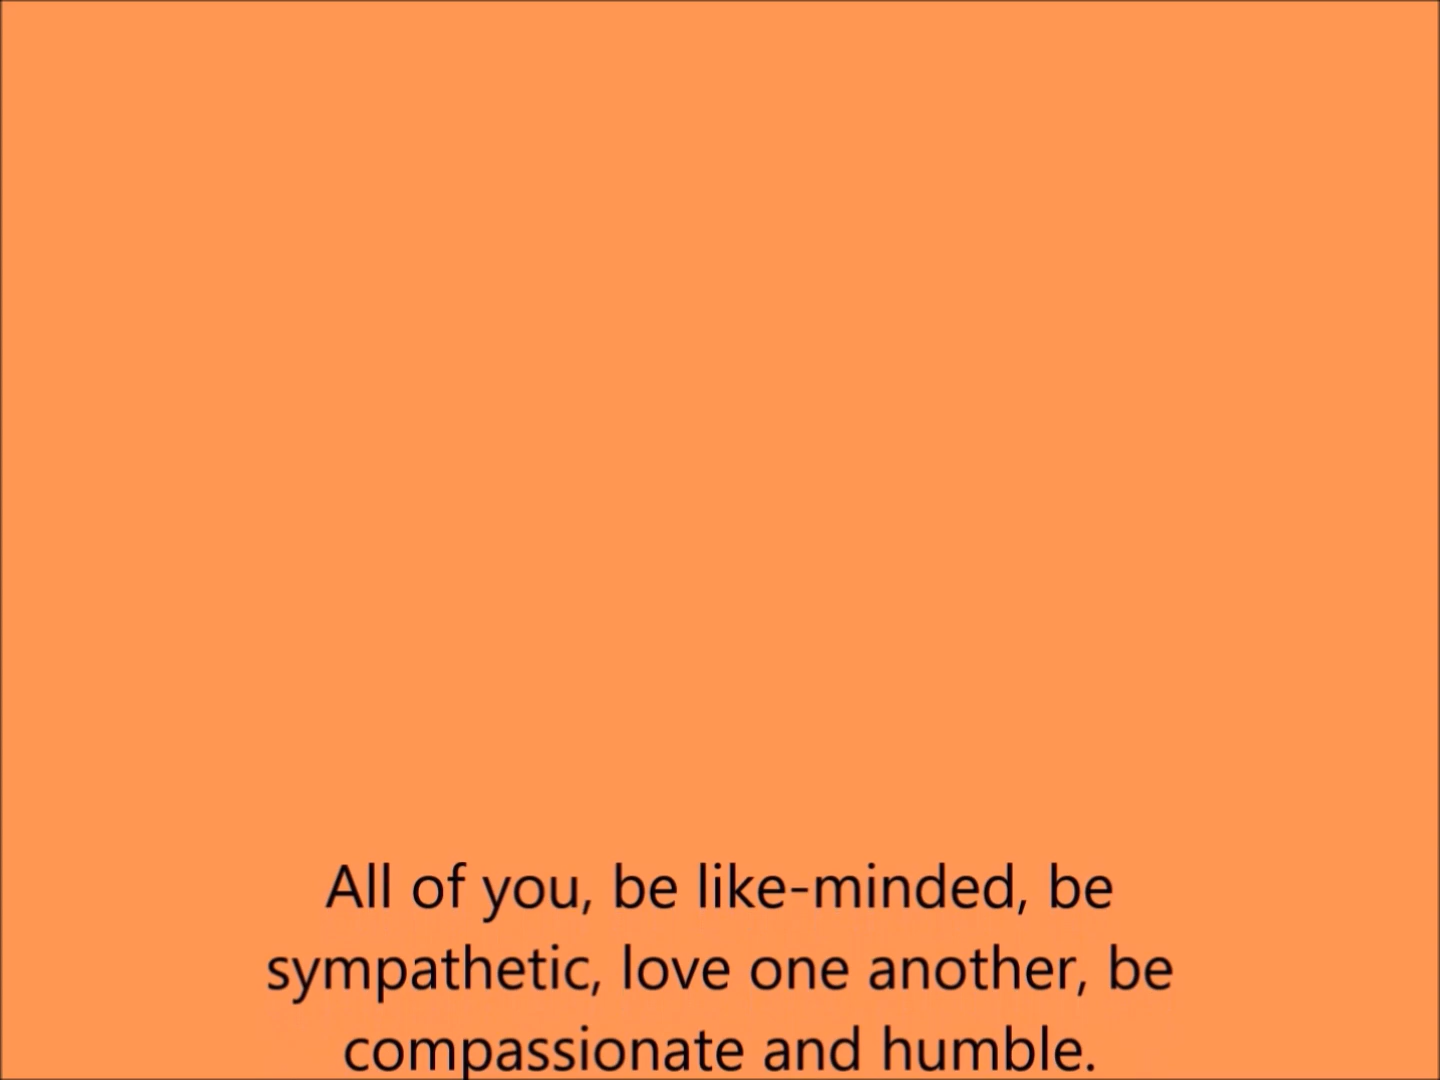 All of you, be like-minded, be
sympathetic, love one another, be
compassionate and humble.